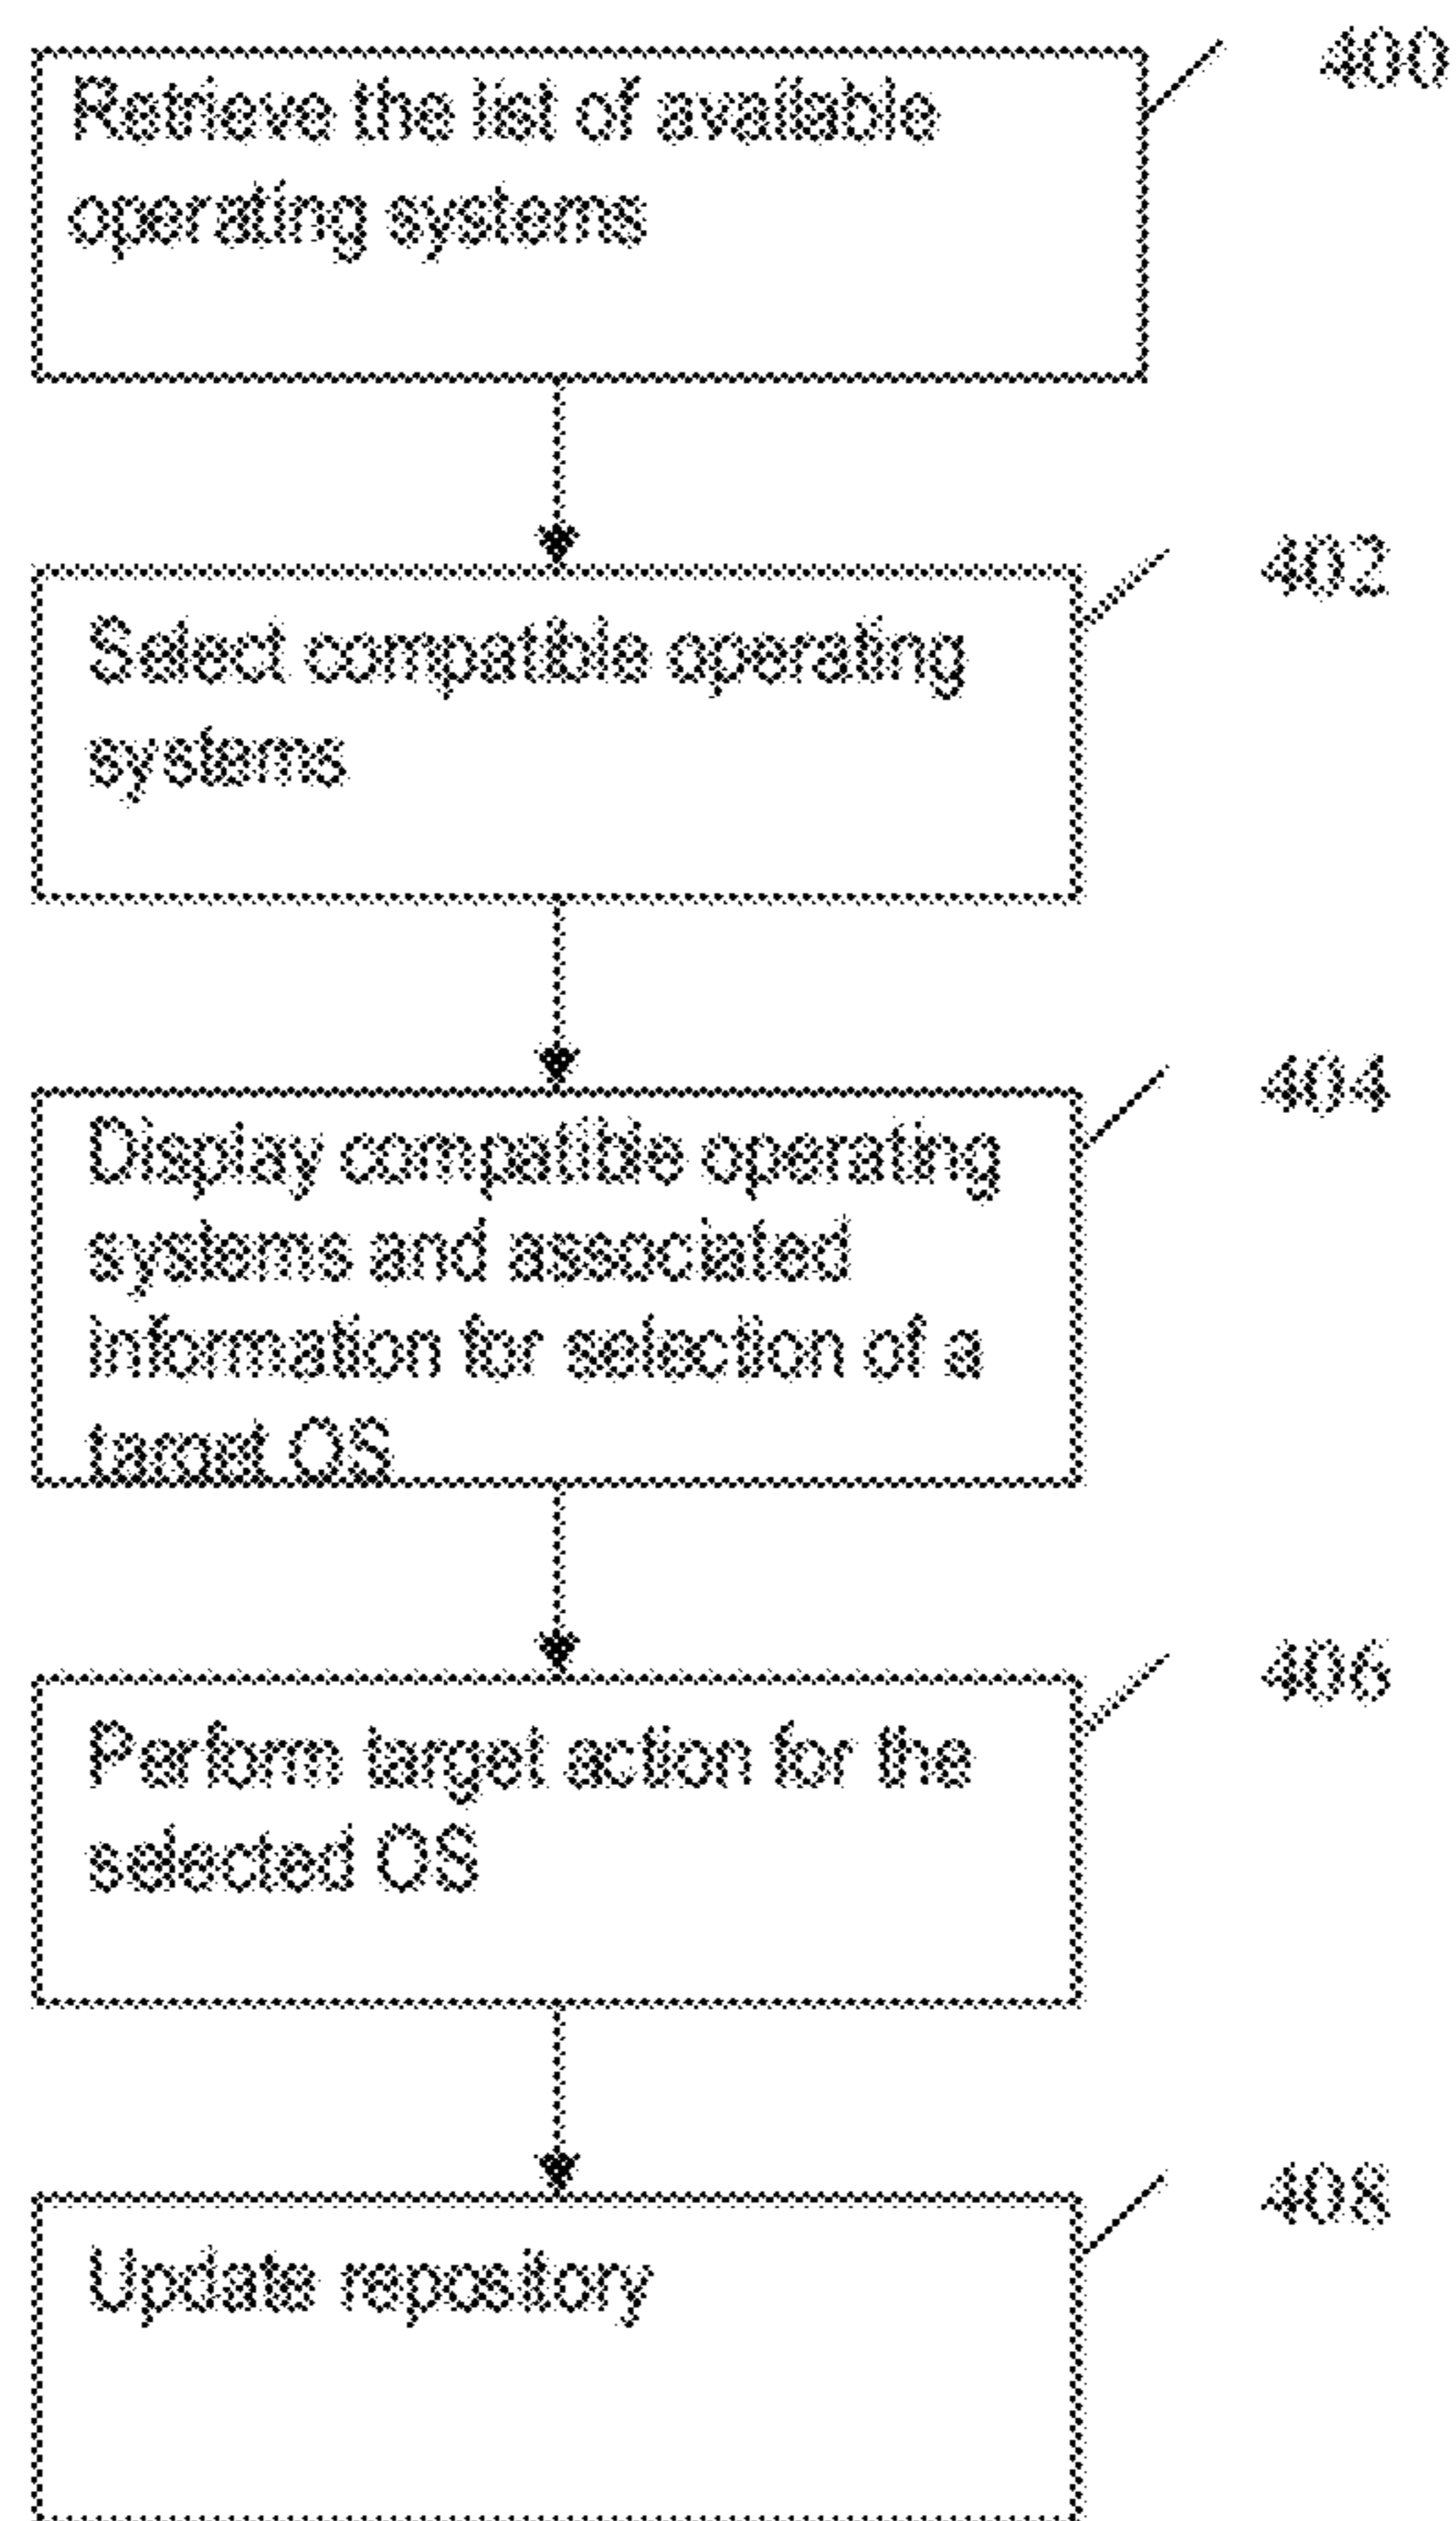 400
Retrieve the list of available
operating systems
402
Select compatible operating
systems
404
Display compatible operating
systems and associated
information for selection of a
target OS
406
Perform target action for the
selected OS
408
Update repository